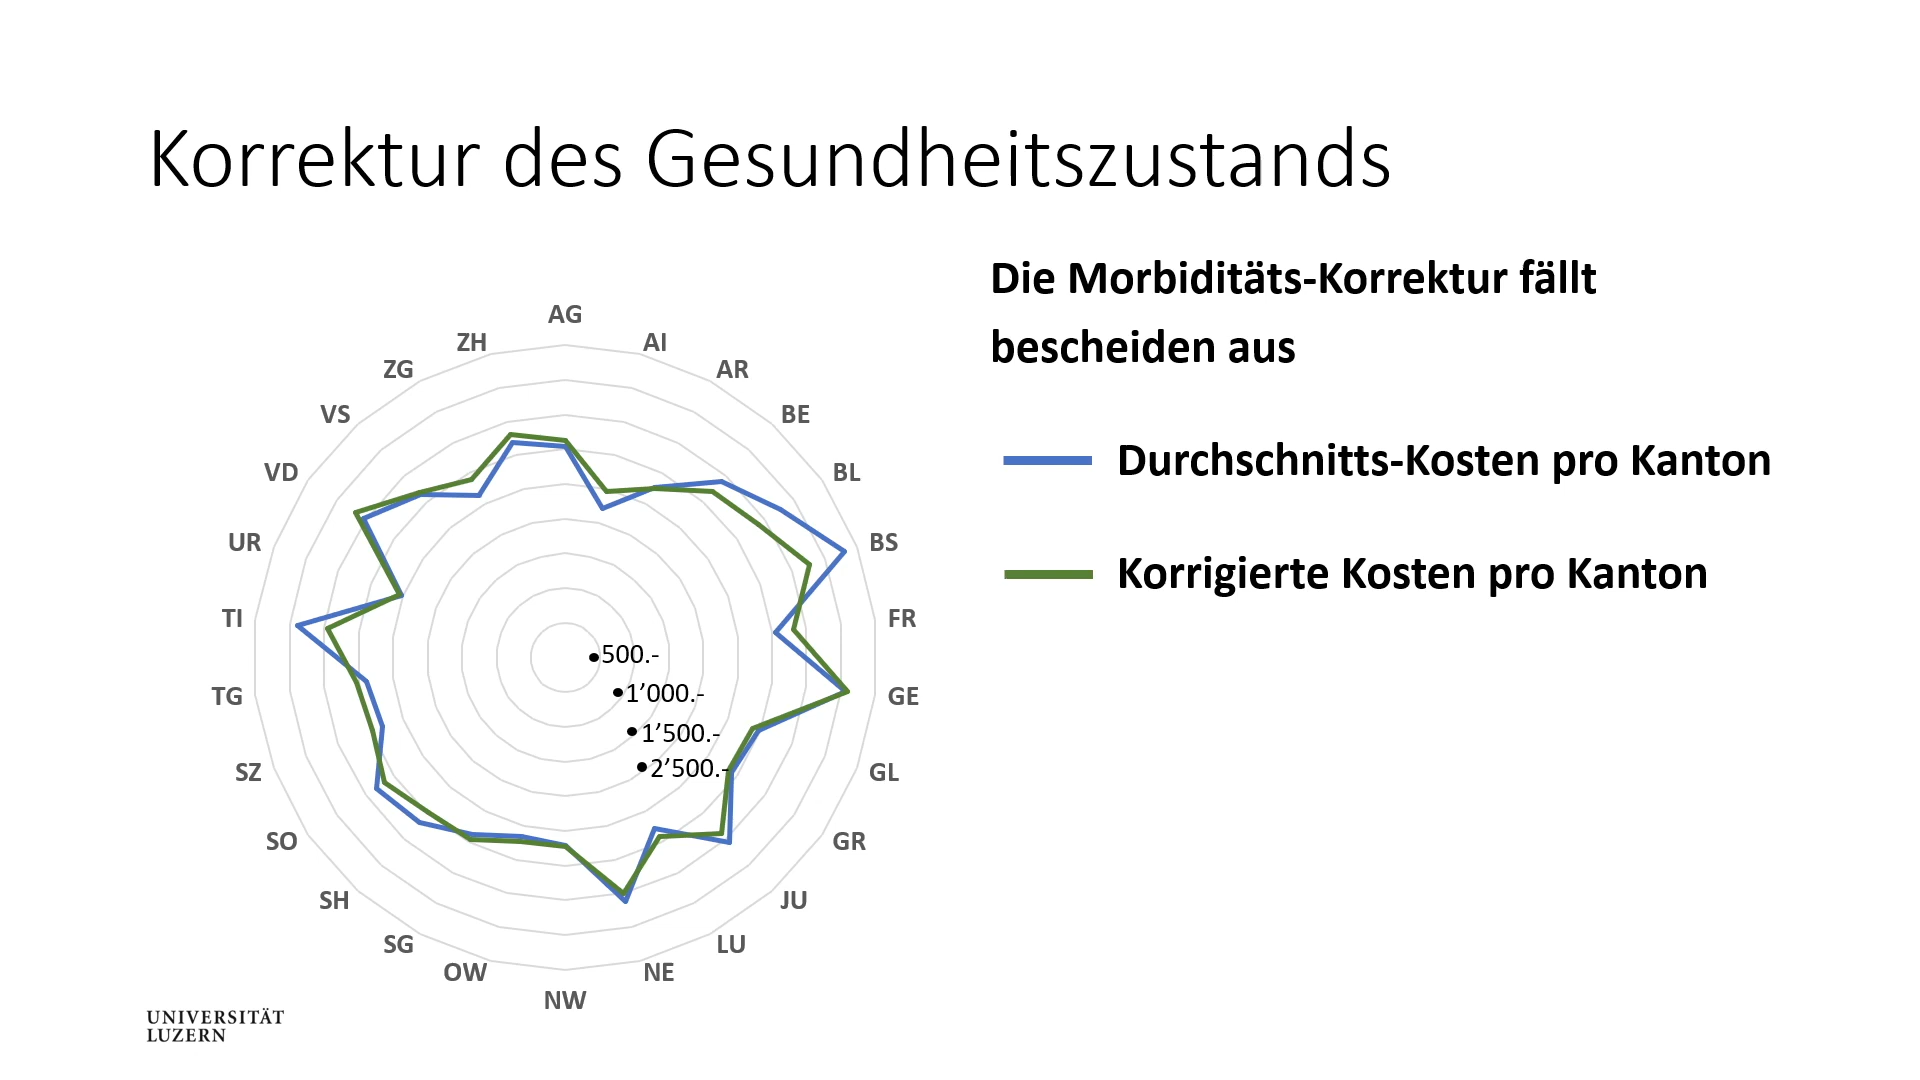 Korrektur des Gesundheitszustands
Die Morbiditäts-Korrektur fällt
bescheiden aus
Durchschnitts-Kosten pro Kanton
Korrigierte Kosten pro Kanton
AG
AI
AR
BE
BL
BS
FR
GE
GL
GR
JU
LU
NE
NW
OW
SG
SH
SO
SZ
TG
TI
UR
VD
VS
ZG
ZH
500.-
1’000.-
1’500.-
2’500.-
UNIVERSITÄT
LUZERN